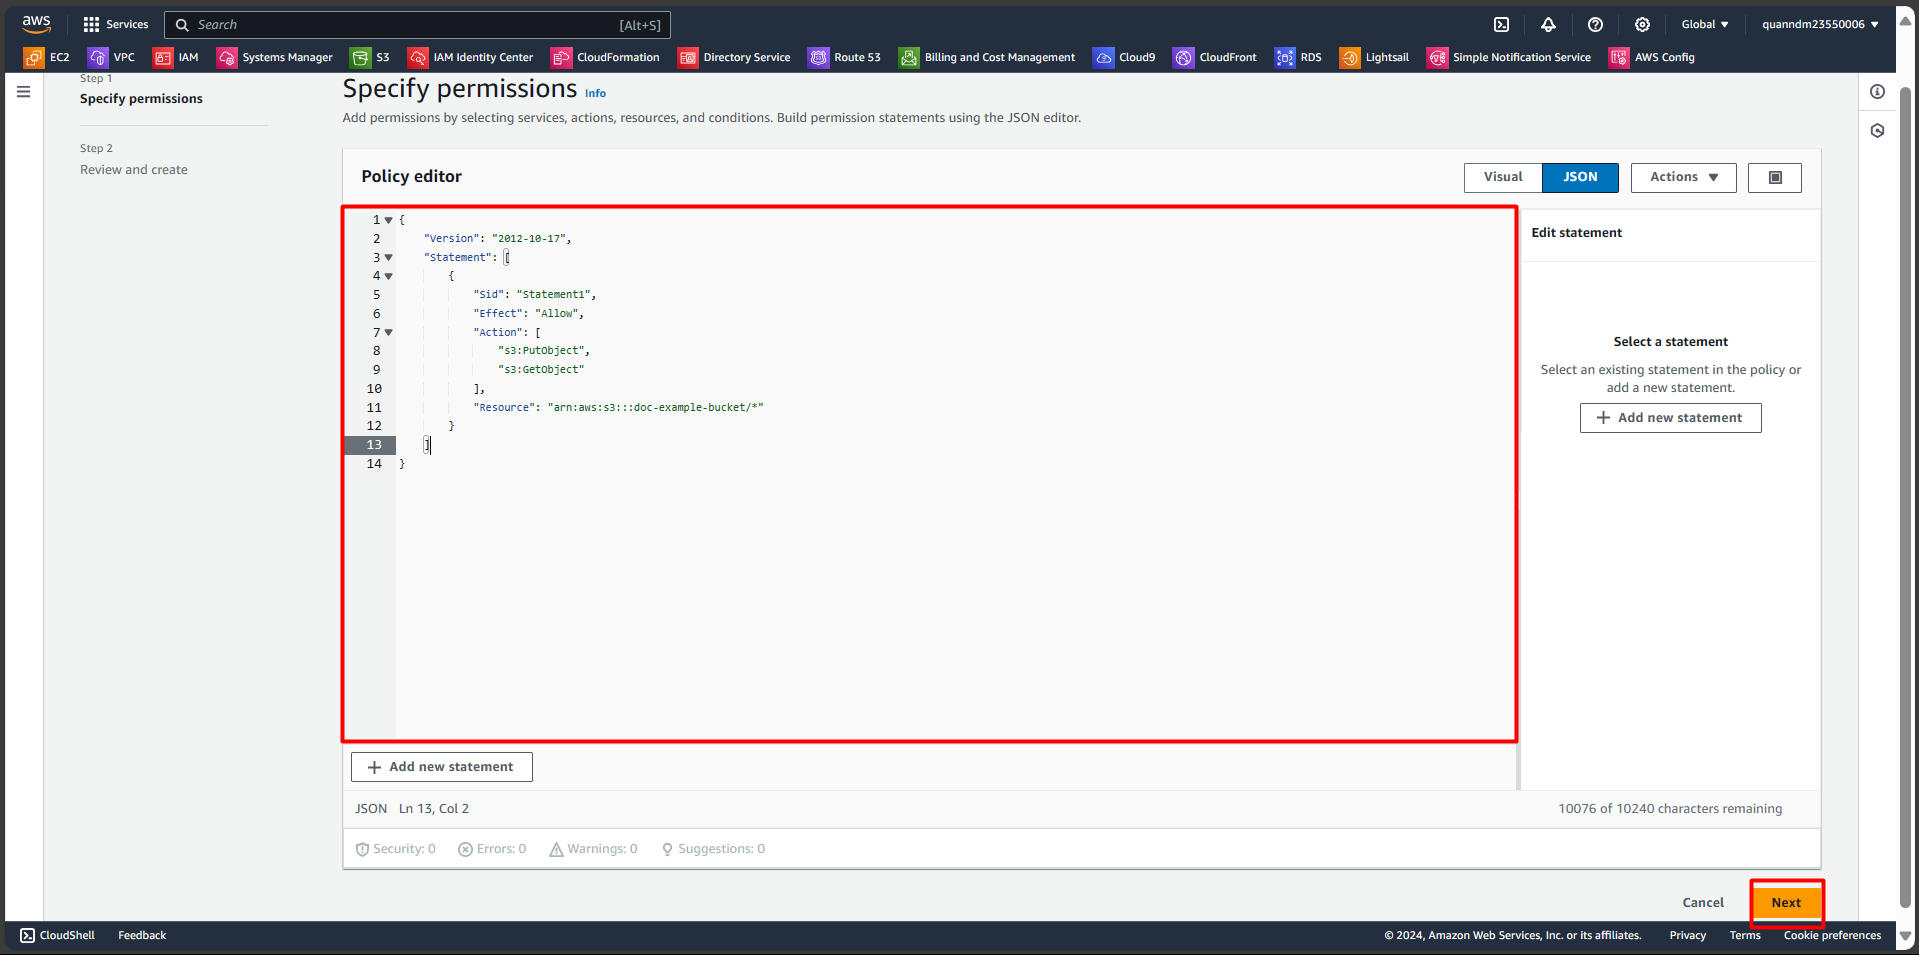 aws Services Search [Alt+S] Global ▼ quanndm23550006 ▼
EC2 VPC IAM Systems Manager S3 IAM Identity Center CloudFormation Directory Service Route 53 Billing and Cost Management Cloud9 CloudFront RDS Lightsail Simple Notification Service AWS Config
Step 1
Specify permissions
Step 2
Review and create
Specify permissions Info
Add permissions by selecting services, actions, resources, and conditions. Build permission statements using the JSON editor.
Policy editor
Visual JSON Actions ▼
1 {
2 "Version": "2012-10-17",
3 "Statement": [
4 {
5 "Sid": "Statement1",
6 "Effect": "Allow",
7 "Action": [
8 "s3:PutObject",
9 "s3:GetObject"
10 ],
11 "Resource": "arn:aws:s3:::doc-example-bucket/*"
12 }
13 ]
14 }
+ Add new statement
JSON Ln 13, Col 2
10076 of 10240 characters remaining
Security: 0 Errors: 0 Warnings: 0 Suggestions: 0
Edit statement
Select a statement
Select an existing statement in the policy or
add a new statement.
+ Add new statement
Cancel Next
CloudShell Feedback © 2024, Amazon Web Services, Inc. or its affiliates. Privacy Terms Cookie preferences